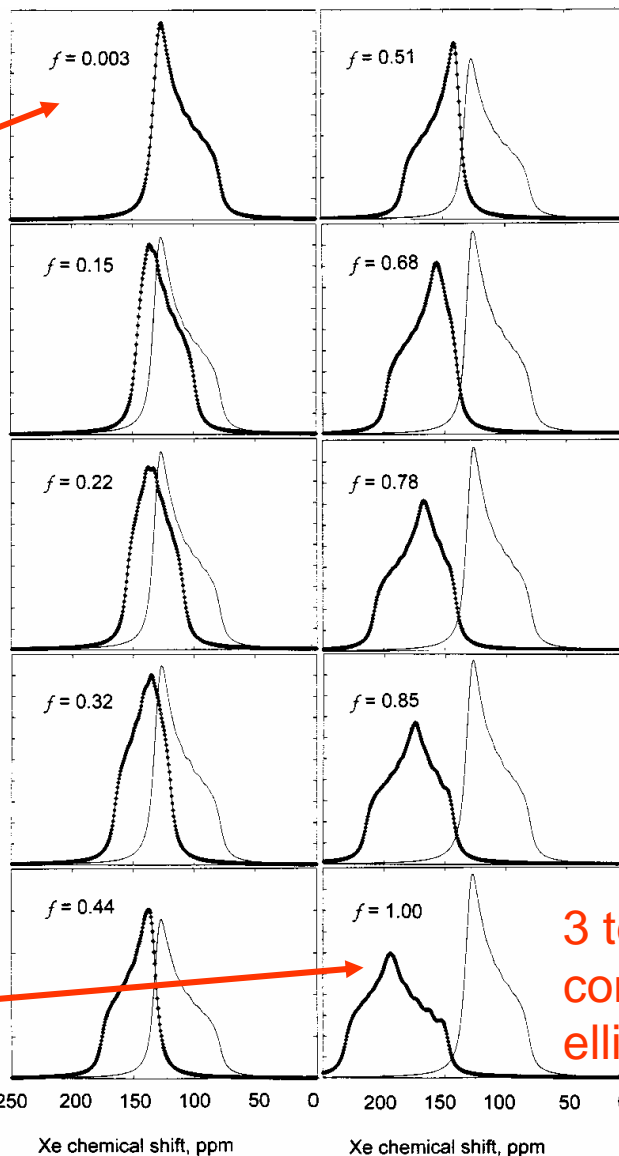 f = 0.003
f = 0.51
f = 0.15
f = 0.68
f = 0.22
f = 0.78
f = 0.32
f = 0.85
f = 0.44
f = 1.00
3
250 200 150 100 50 0
200 150 100 50
Xe chemical shift, ppm
Xe chemical shift, ppm